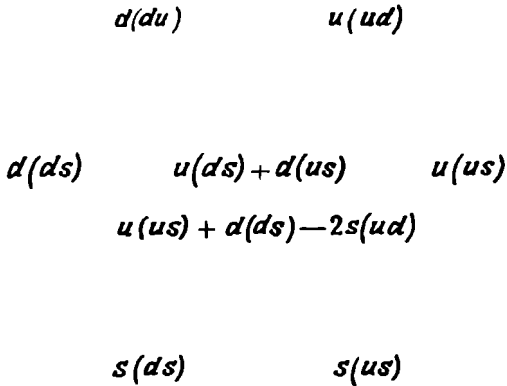 d(du) u(ud)
d(ds) u(ds)+d(us) u(us)
u(us) + d(ds)—2s(ud)
s(ds) s(us)